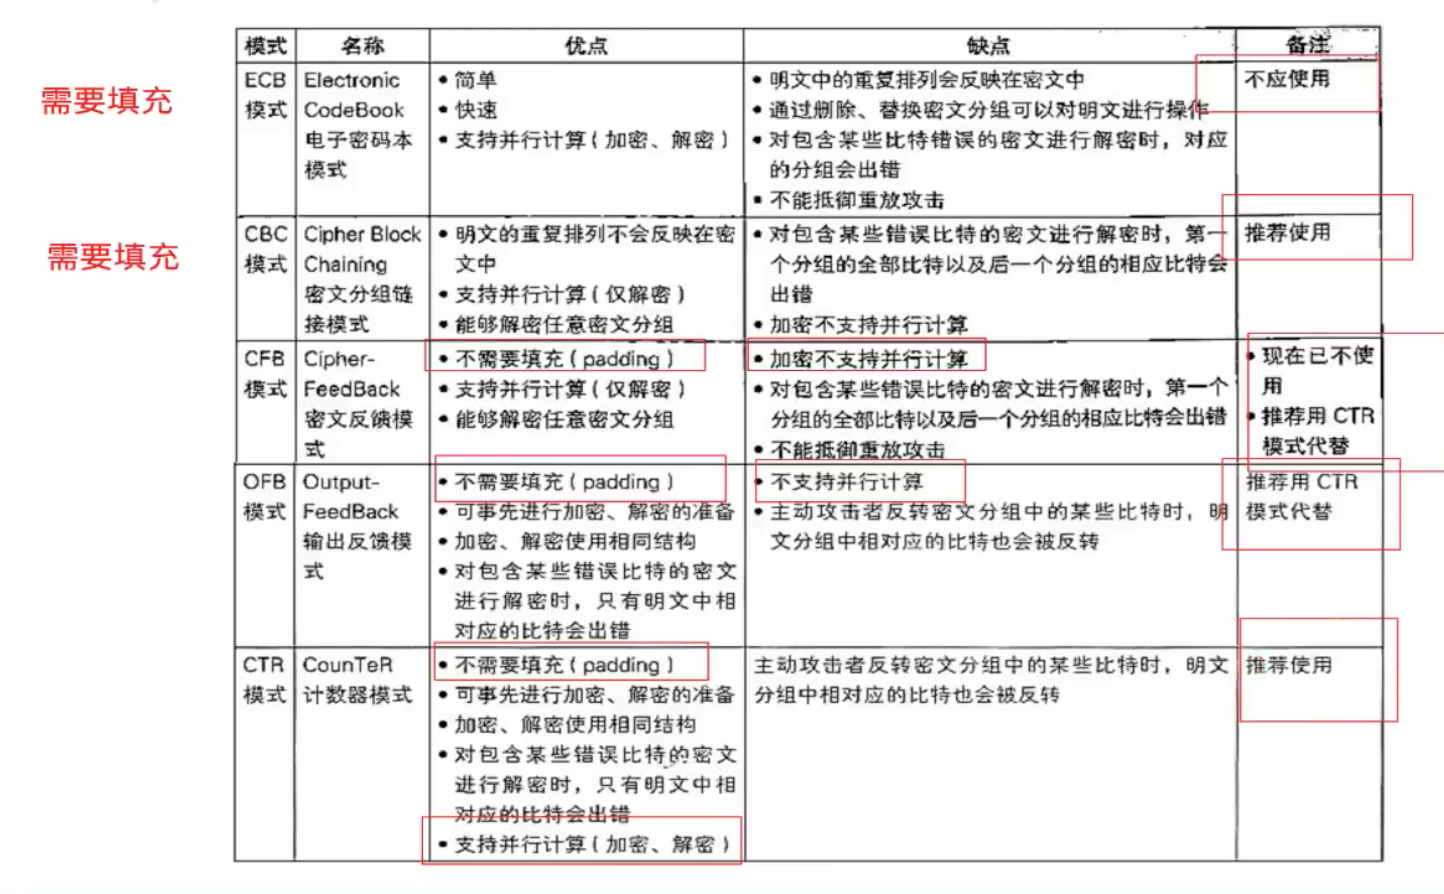 模式 名称 优点 缺点 备注
需要填充
ECB
模式
Electronic
CodeBook
电子密码本
模式
• 简单
• 快速
• 支持并行计算（加密、解密）
• 明文中的重复排列会反映在密文中
• 通过删除、替换密文分组可以对明文进行操作
• 对包含某些比特错误的密文进行解密时，对应
的分组会出错
• 不能抵御重放攻击
不应使用
需要填充
CBC
模式
Cipher Block
Chaining
密文分组链
接模式
• 明文的重复排列不会反映在密
文中
• 支持并行计算（仅解密）
• 能够解密任意密文分组
• 对包含某些错误比特的密文进行解密时，第一
个分组的全部比特以及后一个分组的相应比特会
出错
• 加密不支持并行计算
推荐使用
CFB
模式
Cipher-
FeedBack
密文反馈模
式
• 不需要填充（padding）
• 支持并行计算（仅解密）
• 能够解密任意密文分组
• 加密不支持并行计算
• 对包含某些错误比特的密文进行解密时，第一个
分组的全部比特以及后一个分组的相应比特会出错
• 不能抵御重放攻击
• 现在已不使
用
• 推荐用 CTR
模式代替
OFB
模式
Output-
FeedBack
输出反馈模
式
• 不需要填充（padding）
• 可事先进行加密、解密的准备
• 加密、解密使用相同结构
• 对包含某些错误比特的密文
进行解密时，只有明文中相
对应的比特会出错
• 不支持并行计算
• 主动攻击者反转密文分组中的某些比特时，明
文分组中相对应的比特也会被反转
推荐用 CTR
模式代替
CTR
模式
CounTeR
计数器模式
• 不需要填充（padding）
• 可事先进行加密、解密的准备
• 加密、解密使用相同结构
• 对包含某些错误比特的密文
进行解密时，只有明文中相
对应的比特会出错
• 支持并行计算（加密、解密）
主动攻击者反转密文分组中的某些比特时，明文
分组中相对应的比特也会被反转
推荐使用